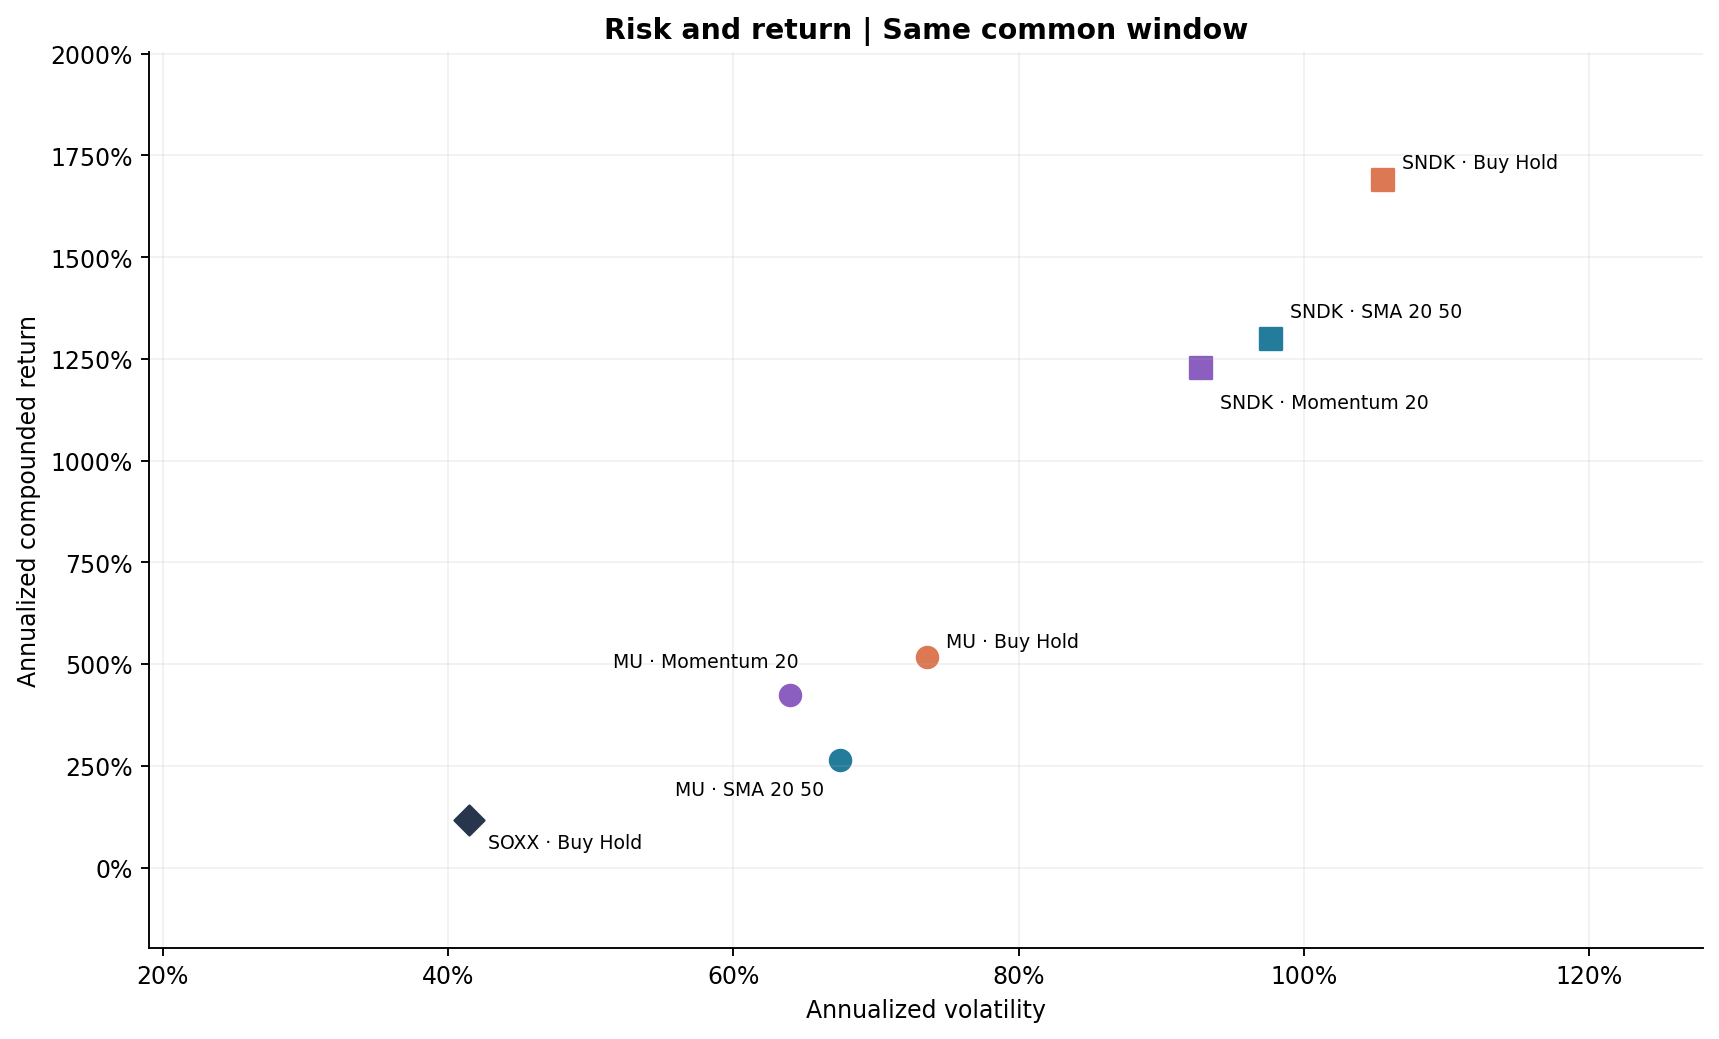 Risk and return | Same common window
2000%
1750%
1500%
1250%
1000%
750%
500%
250%
0%
Annualized compounded return
SNDK · Buy Hold
SNDK · SMA 20 50
SNDK · Momentum 20
MU · Buy Hold
MU · Momentum 20
MU · SMA 20 50
SOXX · Buy Hold
20%
40%
60%
80%
100%
120%
Annualized volatility